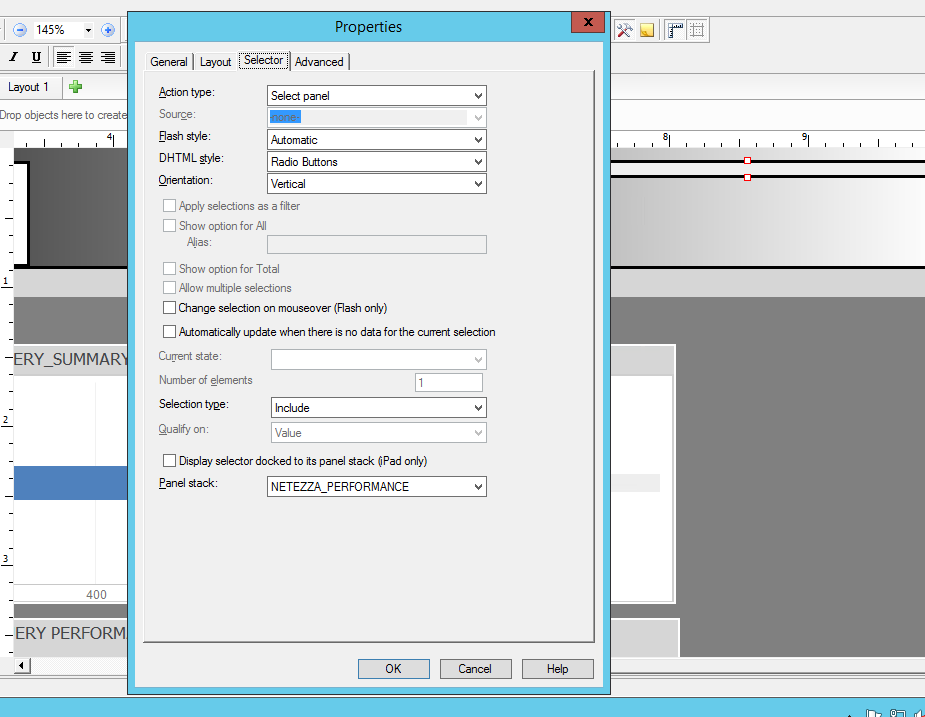 Properties
x
145%
I U
General Layout Selector Advanced
Layout 1
Drop objects here to create
4 8 9
Action type: Select panel
Source: -none-
Flash style: Automatic
DHTML style: Radio Buttons
Orientation: Vertical
Apply selections as a filter
Show option for All
Alias:
Show option for Total
Allow multiple selections
Change selection on mouseover (Flash only)
Automatically update when there is no data for the current selection
Current state:
Number of elements 1
Selection type: Include
Qualify on: Value
Display selector docked to its panel stack (iPad only)
Panel stack: NETEZZA_PERFORMANCE
1
ERY_SUMMARY
2
3
400
ERY PERFORM
OK Cancel Help